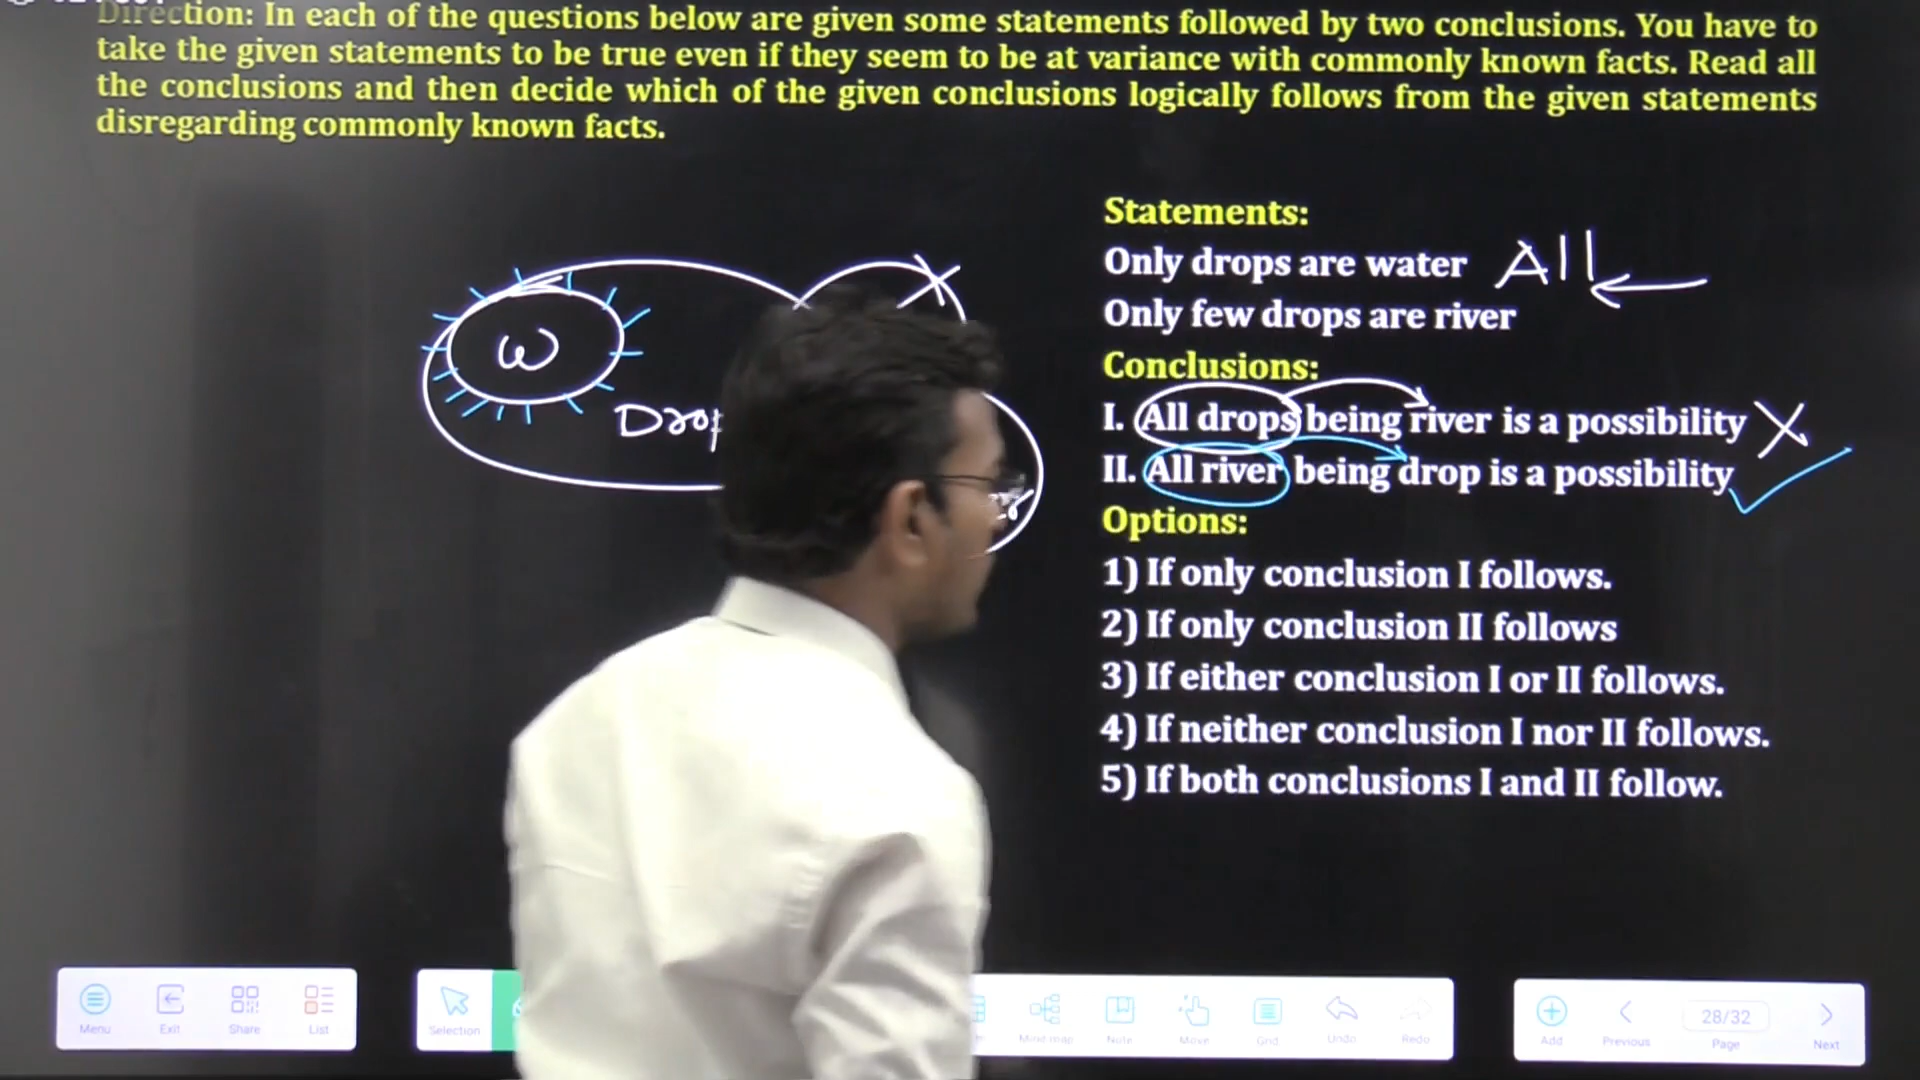 Direction: In each of the questions below are given some statements followed by two conclusions. You have to
take the given statements to be true even if they seem to be at variance with commonly known facts. Read all
the conclusions and then decide which of the given conclusions logically follows from the given statements
disregarding commonly known facts.
Statements:
Only drops are water All
Only few drops are river
Conclusions:
I. All drops being river is a possibility
II. All river being drop is a possibility
Options:
1) If only conclusion I follows.
2) If only conclusion II follows
3) If either conclusion I or II follows.
4) If neither conclusion I nor II follows.
5) If both conclusions I and II follow.
W
Drop
Menu Exit Share List Selection Mind map Note Move Grid Undo Redo Add Previous 28/32 Page Next